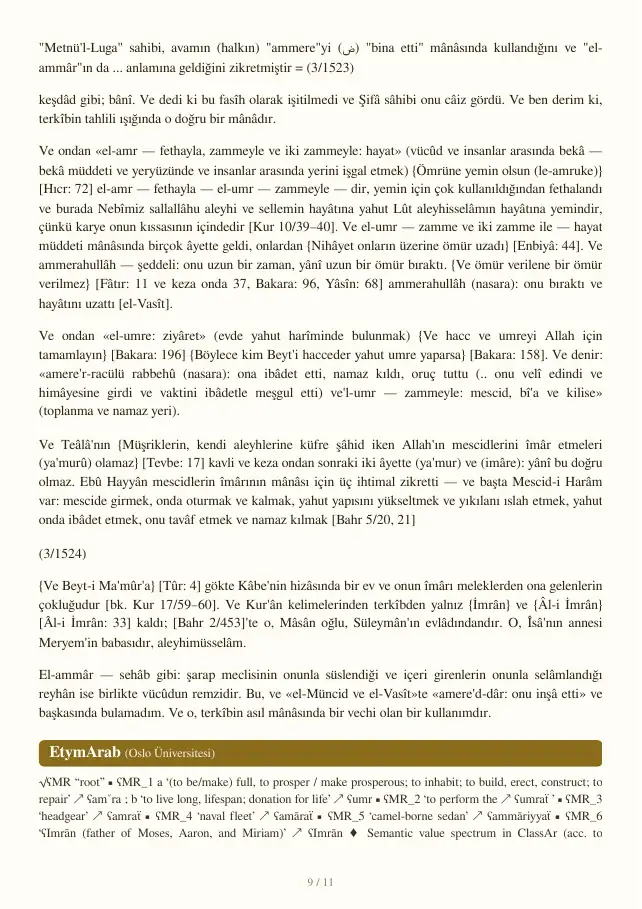 "Metnü'l-Luga" sahibi, avamın (halkın) "ammere"yi (ض) "bina etti" mânâsında kullandığını ve "el-
ammâr"ın da ... anlamına geldiğini zikretmiştir = (3/1523)
keşdâd gibi; bânî. Ve dedi ki bu fasîh olarak işitilmedi ve Şifâ sâhibi onu câiz gördü. Ve ben derim ki,
terkîbin tahlili ışığında o doğru bir mânâdır.
Ve ondan «el-amr — fethayla, zammeyle ve iki zammeyle: hayat» (vücûd ve insanlar arasında bekâ —
bekâ müddeti ve yeryüzünde ve insanlar arasında yerini işgal etmek) {Ömrüne yemin olsun (le-amruke)}
[Hıcr: 72] el-amr — fethayla — el-umr — zammeyle — dir, yemin için çok kullanıldığından fethalandı
ve burada Nebîmiz sallallâhu aleyhi ve sellemin hayâtına yahut Lût aleyhisselâmın hayâtına yemindir,
çünkü karye onun kıssasının içindedir [Kur 10/39–40]. Ve el-umr — zamme ve iki zamme ile — hayat
müddeti mânâsında birçok âyette geldi, onlardan {Nihâyet onların üzerine ömür uzadı} [Enbiyâ: 44]. Ve
ammerahullâh — şeddeli: onu uzun bir zaman, yânî uzun bir ömür bıraktı. {Ve ömür verilene bir ömür
verilmez} [Fâtır: 11 ve keza onda 37, Bakara: 96, Yâsîn: 68] ammerahullâh (nasara): onu bıraktı ve
hayâtını uzattı [el-Vasît].
Ve ondan «el-umre: ziyâret» (evde yahut harîminde bulunmak) {Ve hacc ve umreyi Allah için
tamamlayın} [Bakara: 196] {Böylece kim Beyt'i hacceder yahut umre yaparsa} [Bakara: 158]. Ve denir:
«amere'r-racülü rabbehû (nasara): ona ibâdet etti, namaz kıldı, oruç tuttu (.. onu velî edindi ve
himâyesine girdi ve vaktini ibâdetle meşgul etti) ve'l-umr — zammeyle: mescid, bî'a ve kilise»
(toplanma ve namaz yeri).
Ve Teâlâ'nın {Müşriklerin, kendi aleyhlerine küfre şâhid iken Allah'ın mescidlerini îmâr etmeleri
(ya'murû) olamaz} [Tevbe: 17] kavli ve keza ondan sonraki iki âyette (ya'mur) ve (imâre): yânî bu doğru
olmaz. Ebû Hayyân mescidlerin îmârının mânâsı için üç ihtimal zikretti — ve başta Mescid-i Harâm
var: mescide girmek, onda oturmak ve kalmak, yahut yapısını yükseltmek ve yıkılanı ıslah etmek, yahut
onda ibâdet etmek, onu tavâf etmek ve namaz kılmak [Bahr 5/20, 21]
(3/1524)
{Ve Beyt-i Ma'mûr'a} [Tûr: 4] gökte Kâbe'nin hizâsında bir ev ve onun îmârı meleklerden ona gelenlerin
çokluğudur [bk. Kur 17/59–60]. Ve Kur'ân kelimelerinden terkîbden yalnız {İmrân} ve {Âl-i İmrân}
[Âl-i İmrân: 33] kaldı; [Bahr 2/453]'te o, Mâsân oğlu, Süleymân'ın evlâdındandır. O, Îsâ'nın annesi
Meryem'in babasıdır, aleyhimüsselâm.
El-ammâr — sehâb gibi: şarap meclisinin onunla süslendiği ve içeri girenlerin onunla selâmlandığı
reyhân ise birlikte vücûdun remzidir. Bu, ve «el-Müncid ve el-Vasît»te «amere'd-dâr: onu inşâ etti» ve
başkasında bulamadım. Ve o, terkîbin asıl mânâsında bir vechi olan bir kullanımdır.
EtymArab (Oslo Üniversitesi)
√ʕMR “root” ▪ ʕMR_1 a ‘(to be/make) full, to prosper / make prosperous; to inhabit; to build, erect, construct; to
repair’ ↗ ʕamˇra ; b ‘to live long, lifespan; donation for life’ ↗ ʕumr ▪ ʕMR_2 ‘to perform the ↗ ʕumraẗ ’ ▪ ʕMR_3
‘headgear’ ↗ ʕamraẗ ▪ ʕMR_4 ‘naval fleet’ ↗ ʕamāraẗ ▪ ʕMR_5 ‘camel-borne sedan’ ↗ ʕammāriyyaẗ ▪ ʕMR_6
‘ʕImrān (father of Moses, Aaron, and Miriam)’ ↗ ʕImrān ♦ Semantic value spectrum in ClassAr (acc. to
9 / 11